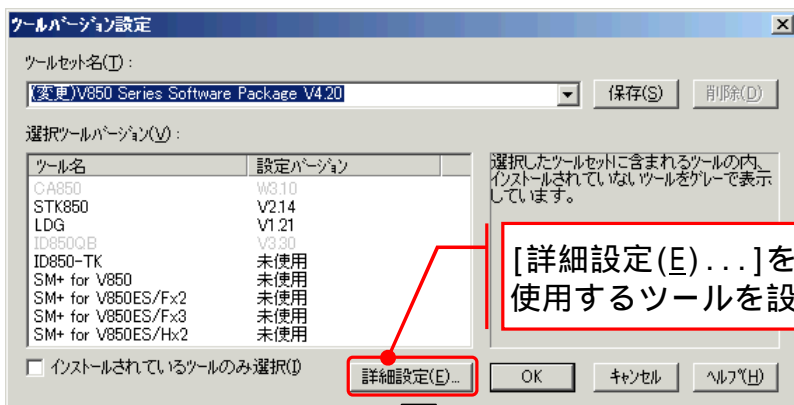 ツールバージョン設定
ツールセット名(T):
(変更)V850 Series Software Package V4.20
保存(S)
削除(D)
選択ツールバージョン(V):
ツール名 設定バージョン
CA850 W3.10
STK850 V2.14
LDG V1.21
ID850QB V3.30
ID850-TK 未使用
SM+ for V850 未使用
SM+ for V850ES/Fx2 未使用
SM+ for V850ES/Fx3 未使用
SM+ for V850ES/Hx2 未使用
選択したツールセットに含まれるツールの内、
インストールされていないツールをグレーで表示
しています。
[詳細設定(E)...]を
使用するツールを設
インストールされているツールのみ選択(I)
詳細設定(E)...
OK
キャンセル
ヘルプ(H)